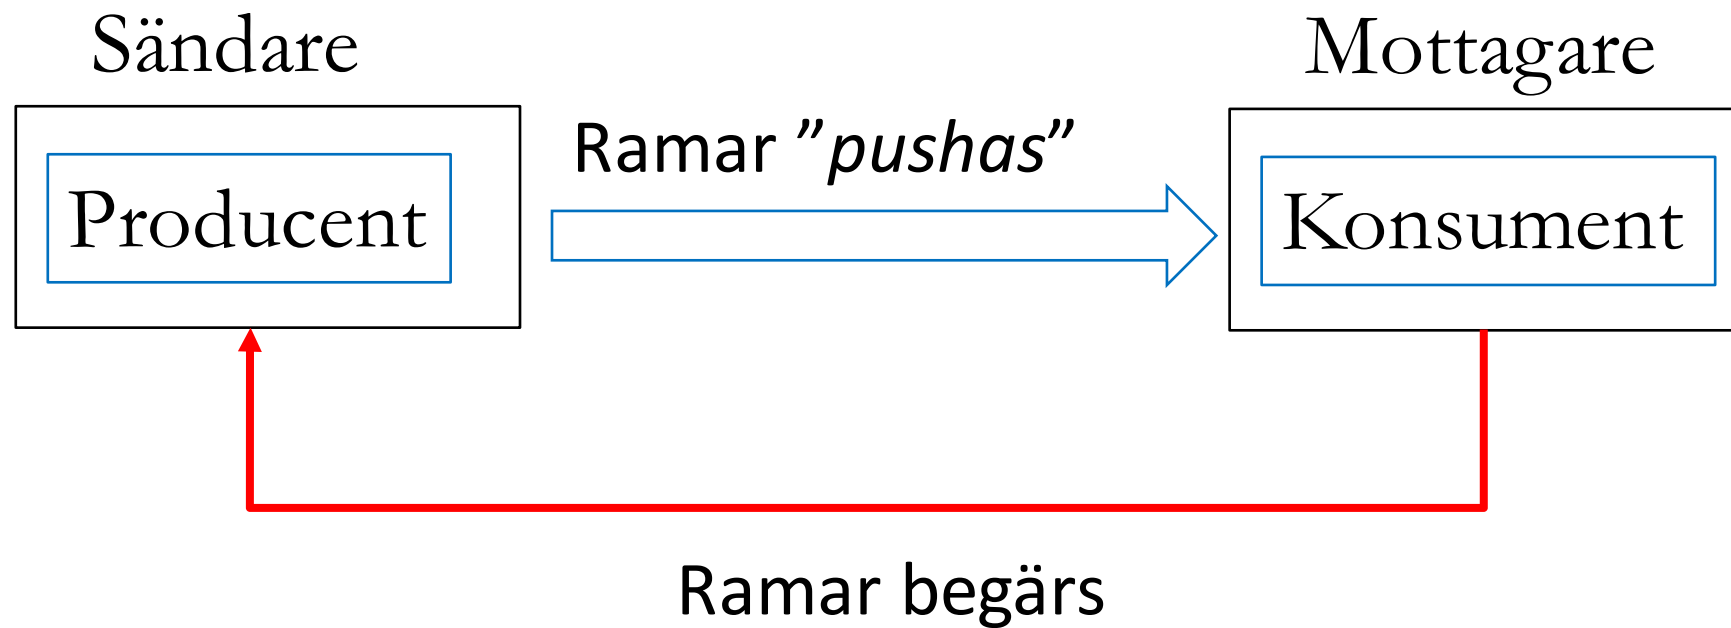 Sändare
Mottagare
Ramar ”pushas”
Producent
Konsument
Ramar begärs